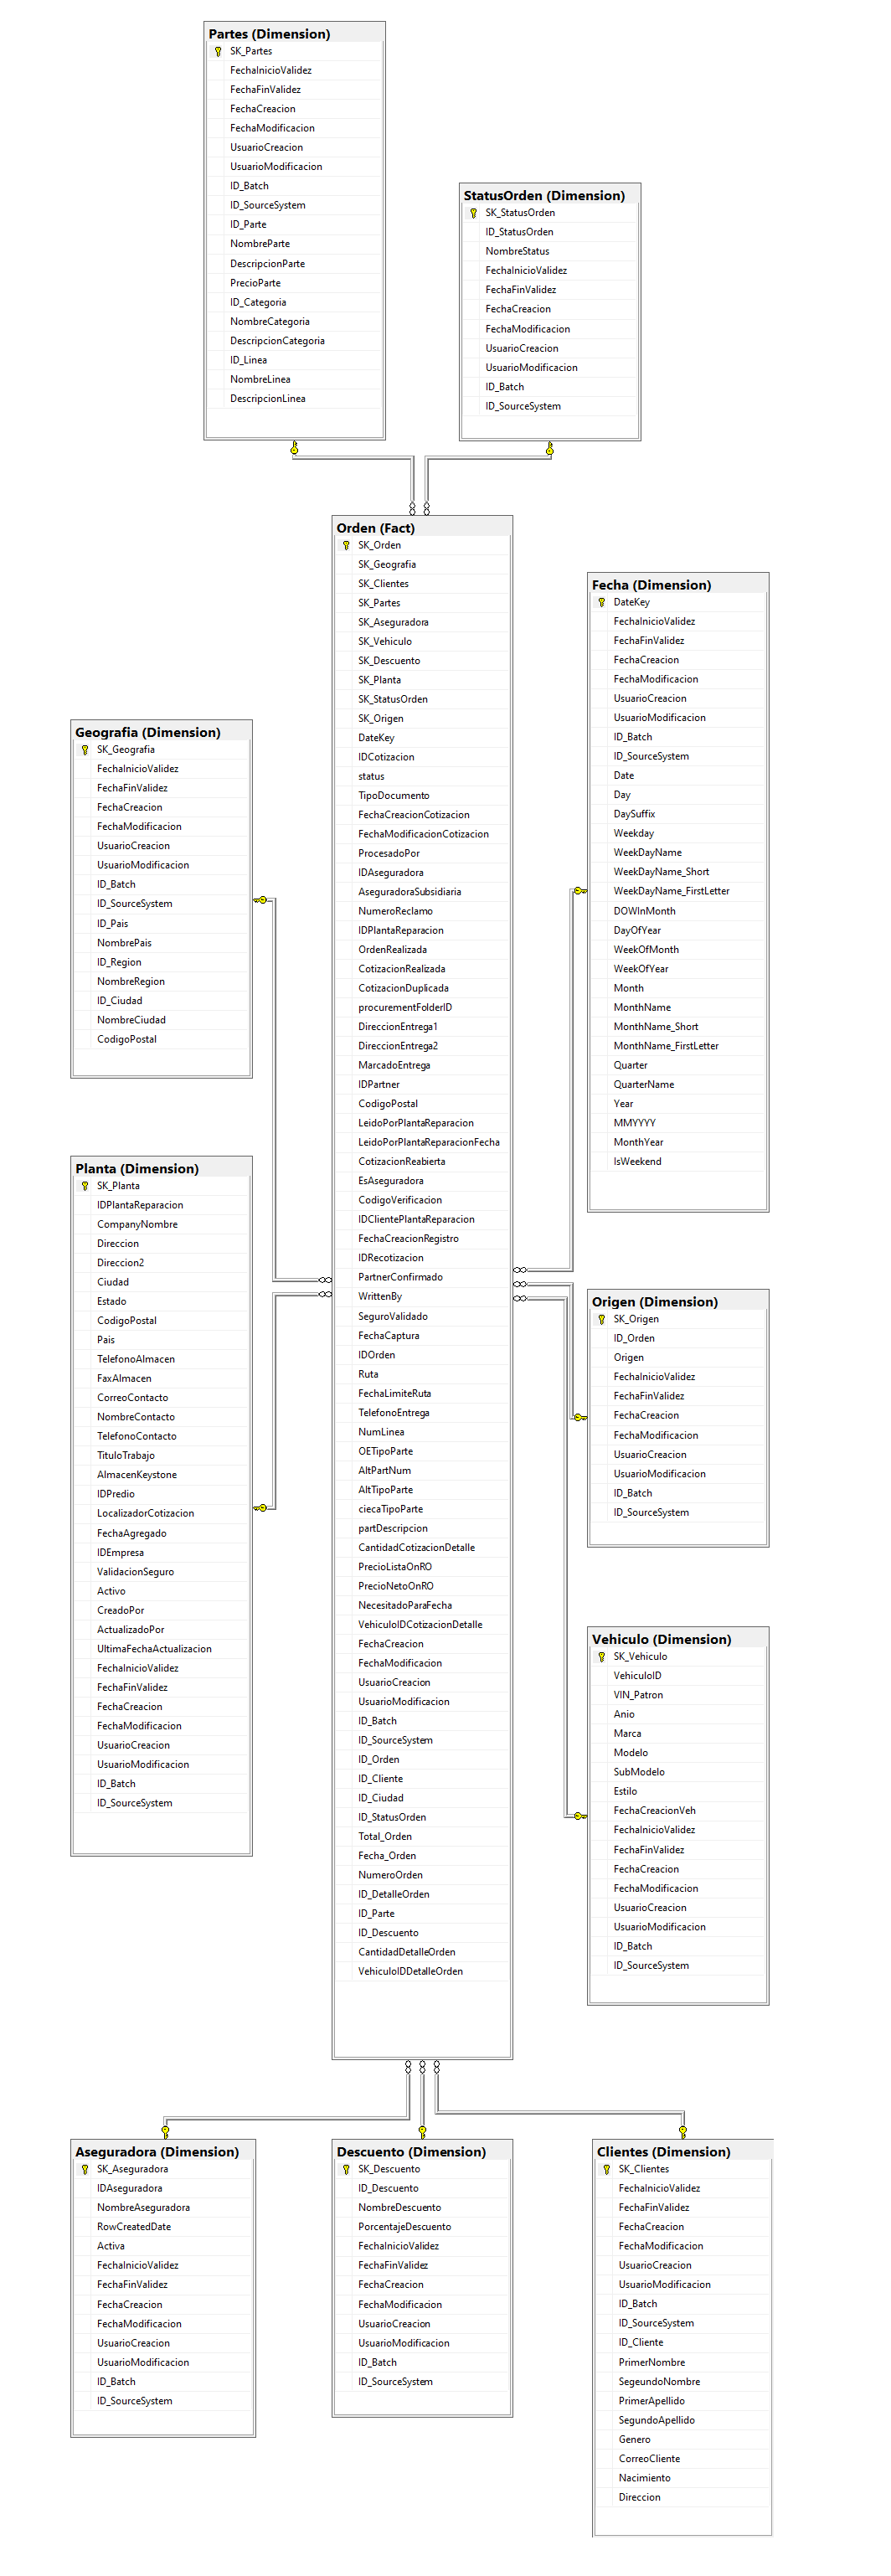 Partes (Dimension)
SK_Partes
FechaInicioValidez
FechaFinValidez
FechaCreacion
FechaModificacion
UsuarioCreacion
UsuarioModificacion
ID_Batch
ID_SourceSystem
ID_Parte
NombreParte
DescripcionParte
PrecioParte
ID_Categoria
NombreCategoria
DescripcionCategoria
ID_Linea
NombreLinea
DescripcionLinea
StatusOrden (Dimension)
SK_StatusOrden
ID_StatusOrden
NombreStatus
FechaInicioValidez
FechaFinValidez
FechaCreacion
FechaModificacion
UsuarioCreacion
UsuarioModificacion
ID_Batch
ID_SourceSystem
Orden (Fact)
SK_Orden
SK_Geografia
SK_Clientes
SK_Partes
SK_Aseguradora
SK_Vehiculo
SK_Descuento
SK_Planta
SK_StatusOrden
SK_Origen
DateKey
IDCotizacion
status
TipoDocumento
FechaCreacionCotizacion
FechaModificacionCotizacion
ProcesadoPor
IDAseguradora
AseguradoraSubsidiaria
NumeroReclamo
IDPlantaReparacion
OrdenRealizada
CotizacionRealizada
CotizacionDuplicada
procurementFolderID
DireccionEntrega1
DireccionEntrega2
MarcadoEntrega
IDPartner
CodigoPostal
LeidoPorPlantaReparacion
LeidoPorPlantaReparacionFecha
CotizacionReabierta
EsAseguradora
CodigoVerificacion
IDClientePlantaReparacion
FechaCreacionRegistro
IDRecotizacion
PartnerConfirmado
WrittenBy
SeguroValidado
FechaCaptura
IDOrden
Ruta
FechaLimiteRuta
TelefonoEntrega
NumLinea
OETipoParte
AltPartNum
AltTipoParte
ciecaTipoParte
partDescripcion
CantidadCotizacionDetalle
PrecioListaOnRO
PrecioNetoOnRO
NecesitadoParaFecha
VehiculoIDCotizacionDetalle
FechaCreacion
FechaModificacion
UsuarioCreacion
UsuarioModificacion
ID_Batch
ID_SourceSystem
ID_Orden
ID_Cliente
ID_Ciudad
ID_StatusOrden
Total_Orden
Fecha_Orden
NumeroOrden
ID_DetalleOrden
ID_Parte
ID_Descuento
CantidadDetalleOrden
VehiculoIDDetalleOrden
Fecha (Dimension)
DateKey
FechaInicioValidez
FechaFinValidez
FechaCreacion
FechaModificacion
UsuarioCreacion
UsuarioModificacion
ID_Batch
ID_SourceSystem
Date
Day
DaySuffix
Weekday
WeekDayName
WeekDayName_Short
WeekDayName_FirstLetter
DOWInMonth
DayOfYear
WeekOfMonth
WeekOfYear
Month
MonthName
MonthName_Short
MonthName_FirstLetter
Quarter
QuarterName
Year
MMYYYY
MonthYear
IsWeekend
Geografia (Dimension)
SK_Geografia
FechaInicioValidez
FechaFinValidez
FechaCreacion
FechaModificacion
UsuarioCreacion
UsuarioModificacion
ID_Batch
ID_SourceSystem
ID_Pais
NombrePais
ID_Region
NombreRegion
ID_Ciudad
NombreCiudad
CodigoPostal
Planta (Dimension)
SK_Planta
IDPlantaReparacion
CompanyNombre
Direccion
Direccion2
Ciudad
Estado
CodigoPostal
Pais
TelefonoAlmacen
FaxAlmacen
CorreoContacto
NombreContacto
TelefonoContacto
TituloTrabajo
AlmacenKeystone
IDPredio
LocalizadorCotizacion
FechaAgregado
IDEmpresa
ValidacionSeguro
Activo
CreadoPor
ActualizadoPor
UltimaFechaActualizacion
FechaInicioValidez
FechaFinValidez
FechaCreacion
FechaModificacion
UsuarioCreacion
UsuarioModificacion
ID_Batch
ID_SourceSystem
Origen (Dimension)
SK_Origen
ID_Orden
Origen
FechaInicioValidez
FechaFinValidez
FechaCreacion
FechaModificacion
UsuarioCreacion
UsuarioModificacion
ID_Batch
ID_SourceSystem
Vehiculo (Dimension)
SK_Vehiculo
VehiculoID
VIN_Patron
Anio
Marca
Modelo
SubModelo
Estilo
FechaCreacionVeh
FechaInicioValidez
FechaFinValidez
FechaCreacion
FechaModificacion
UsuarioCreacion
UsuarioModificacion
ID_Batch
ID_SourceSystem
Aseguradora (Dimension)
SK_Aseguradora
IDAseguradora
NombreAseguradora
RowCreatedDate
Activa
FechaInicioValidez
FechaFinValidez
FechaCreacion
FechaModificacion
UsuarioCreacion
UsuarioModificacion
ID_Batch
ID_SourceSystem
Descuento (Dimension)
SK_Descuento
ID_Descuento
NombreDescuento
PorcentajeDescuento
FechaInicioValidez
FechaFinValidez
FechaCreacion
FechaModificacion
UsuarioCreacion
UsuarioModificacion
ID_Batch
ID_SourceSystem
Clientes (Dimension)
SK_Clientes
FechaInicioValidez
FechaFinValidez
FechaCreacion
FechaModificacion
UsuarioCreacion
UsuarioModificacion
ID_Batch
ID_SourceSystem
ID_Cliente
PrimerNombre
SegeundoNombre
PrimerApellido
SegundoApellido
Genero
CorreoCliente
Nacimiento
Direccion